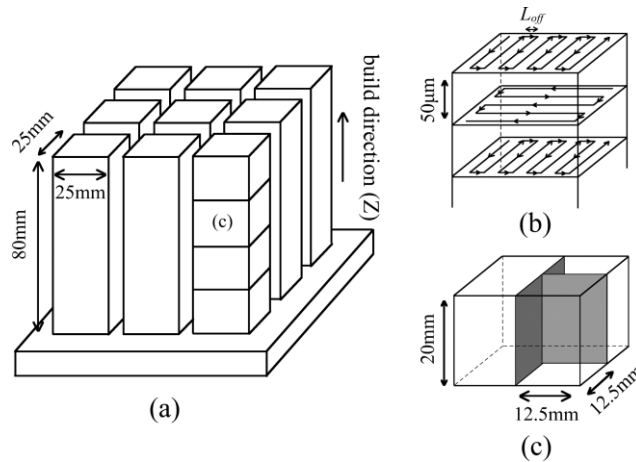 25mm
25mm
80mm
(c)
build direction (Z)
(a)
L_off
50μm
(b)
20mm
12.5mm
12.5mm
(c)